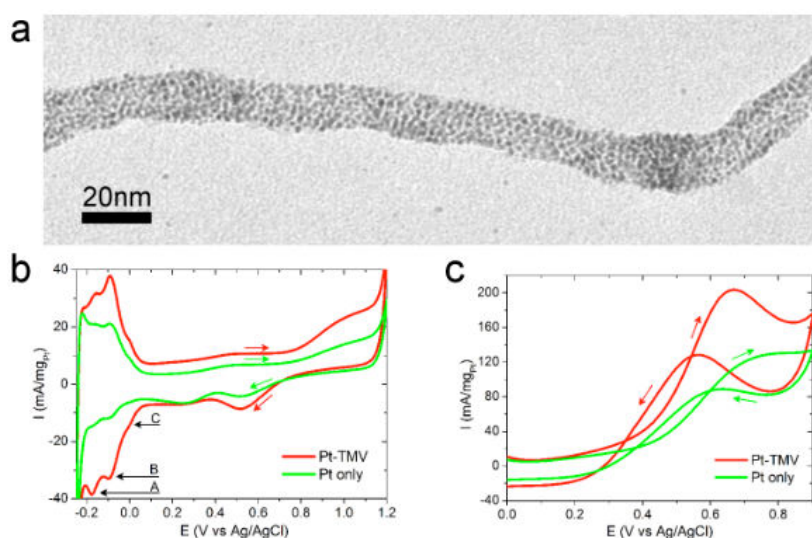 a
20nm
b
40
20
0
-20
-40
I (mA/mg_Pt)
C
B
A
Pt-TMV
Pt only
-0.2 0.0 0.2 0.4 0.6 0.8 1.0 1.2
E (V vs Ag/AgCl)
c
200
160
120
80
40
0
-40
I (mA/mg_Pt)
Pt-TMV
Pt only
0.0 0.2 0.4 0.6 0.8
E (V vs Ag/AgCl)